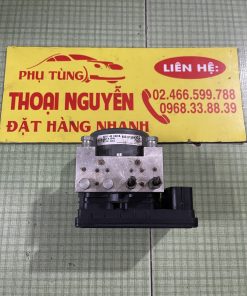 PHỤ TÙNG
THOẠI NGUYỄN
ĐẶT HÀNG NHANH
LIÊN HỆ:
02.466.599.788
0968.33.88.39